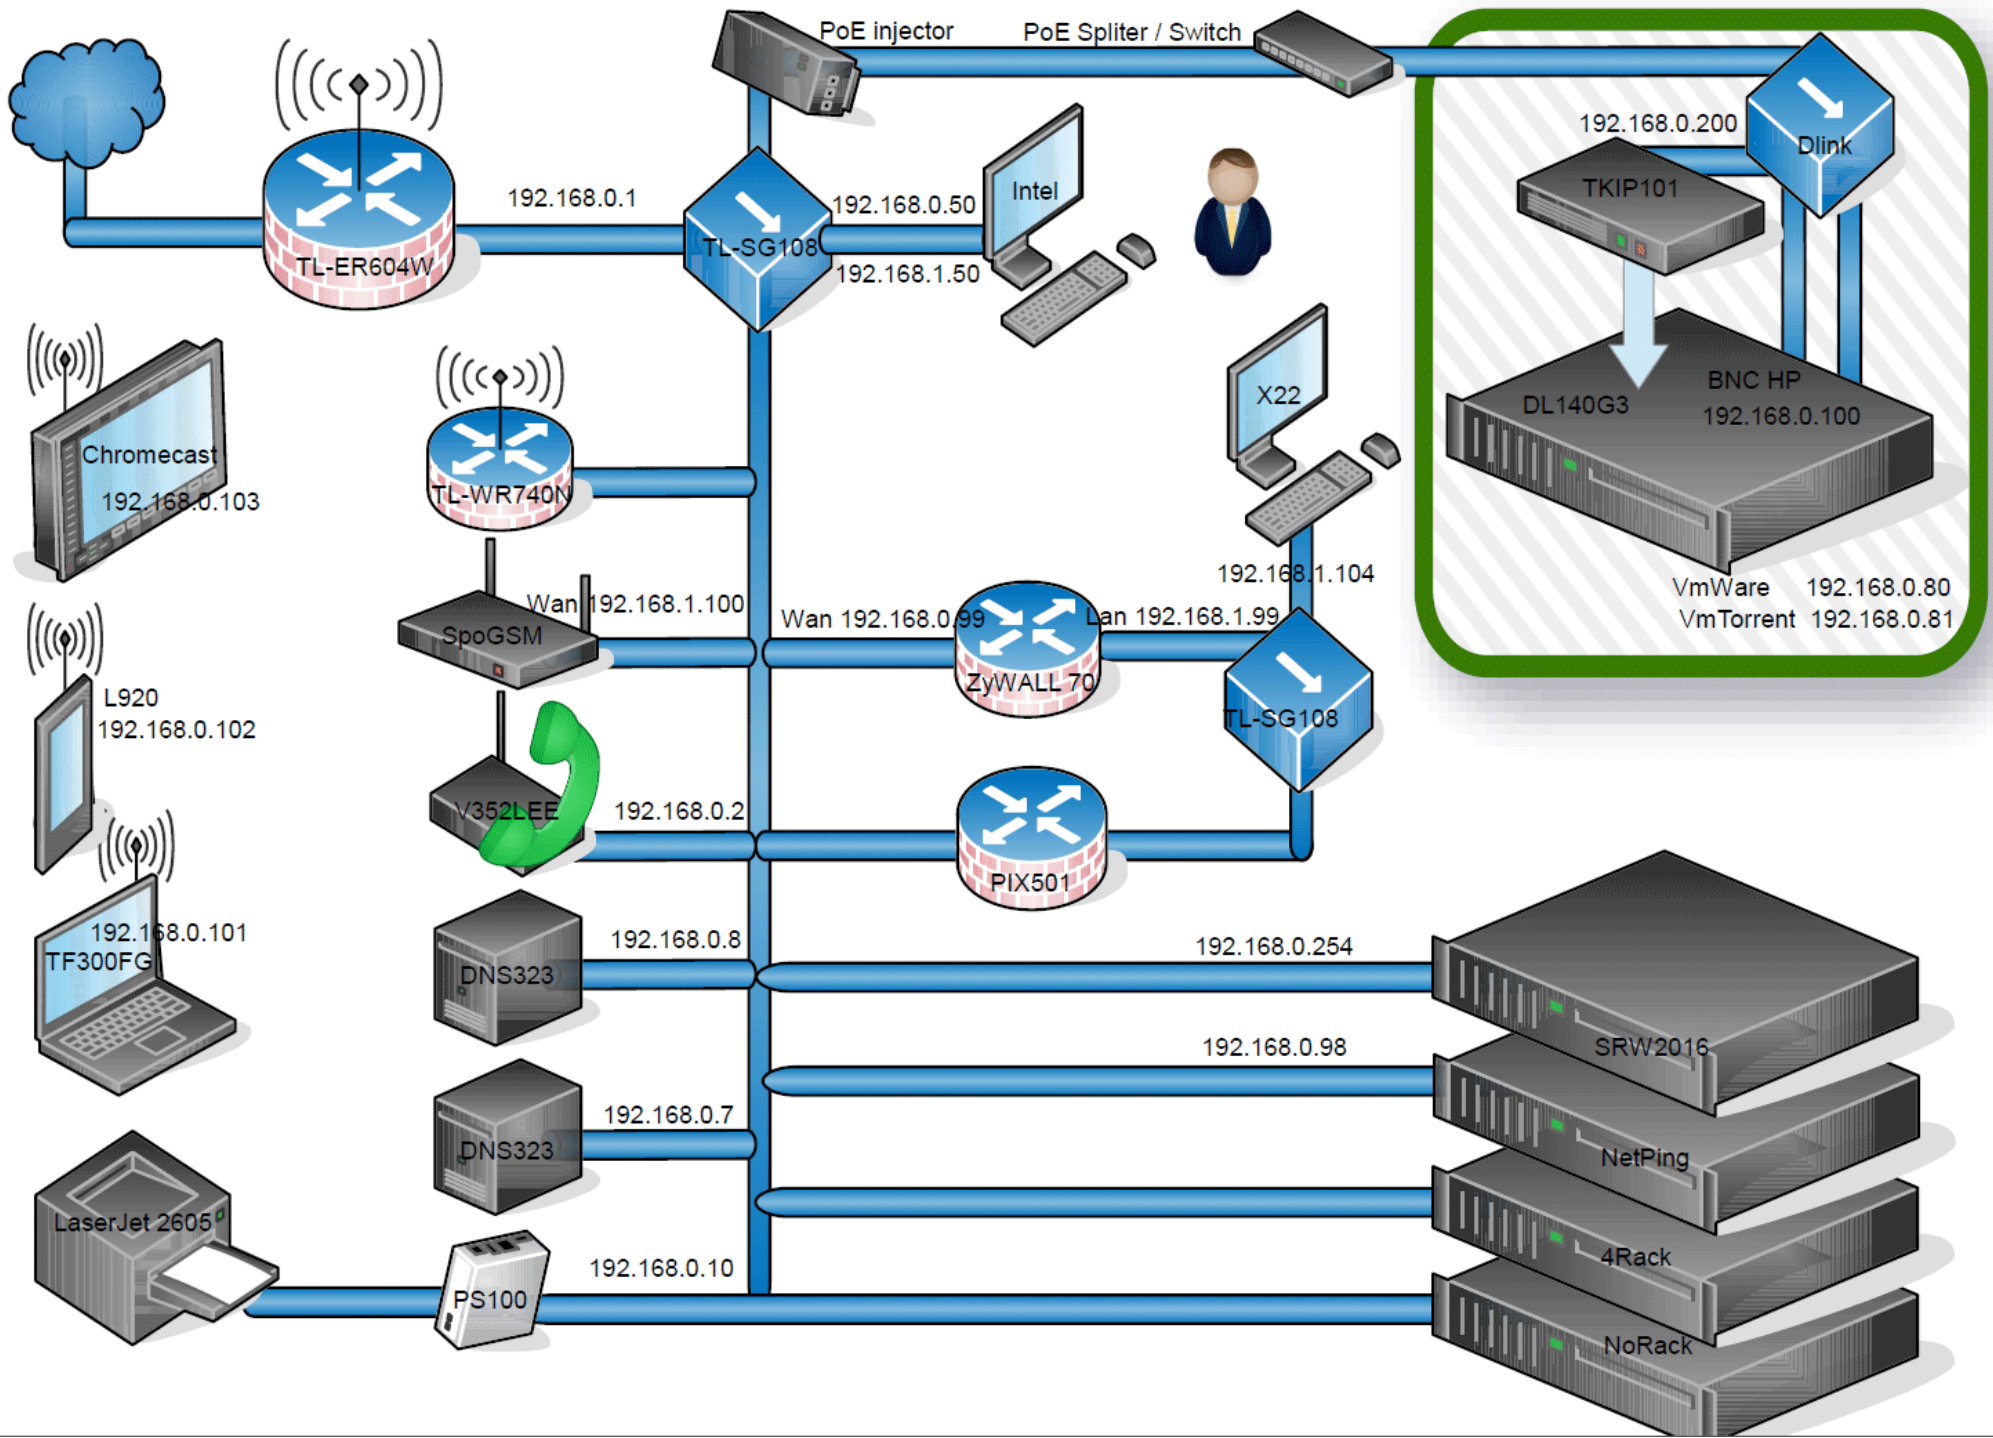 PoE injector
PoE Spliter / Switch
192.168.0.200
Dlink
TKIP101
192.168.0.1
192.168.0.50
Intel
TL-SG108
192.168.1.50
TL-ER604W
BNC HP
DL140G3
192.168.0.100
X22
Chromecast
192.168.0.103
TL-WR740N
192.168.1.104
VmWare 192.168.0.80
VmTorrent 192.168.0.81
Wan 192.168.1.100
SpoGSM
Wan 192.168.0.99
Lan 192.168.1.99
ZyWALL 70
TL-SG108
L920
192.168.0.102
V352LEE
192.168.0.2
PIX501
192.168.0.101
TF300FG
192.168.0.8
DNS323
192.168.0.254
SRW2016
192.168.0.98
192.168.0.7
DNS323
NetPing
LaserJet 2605
4Rack
192.168.0.10
PS100
NoRack